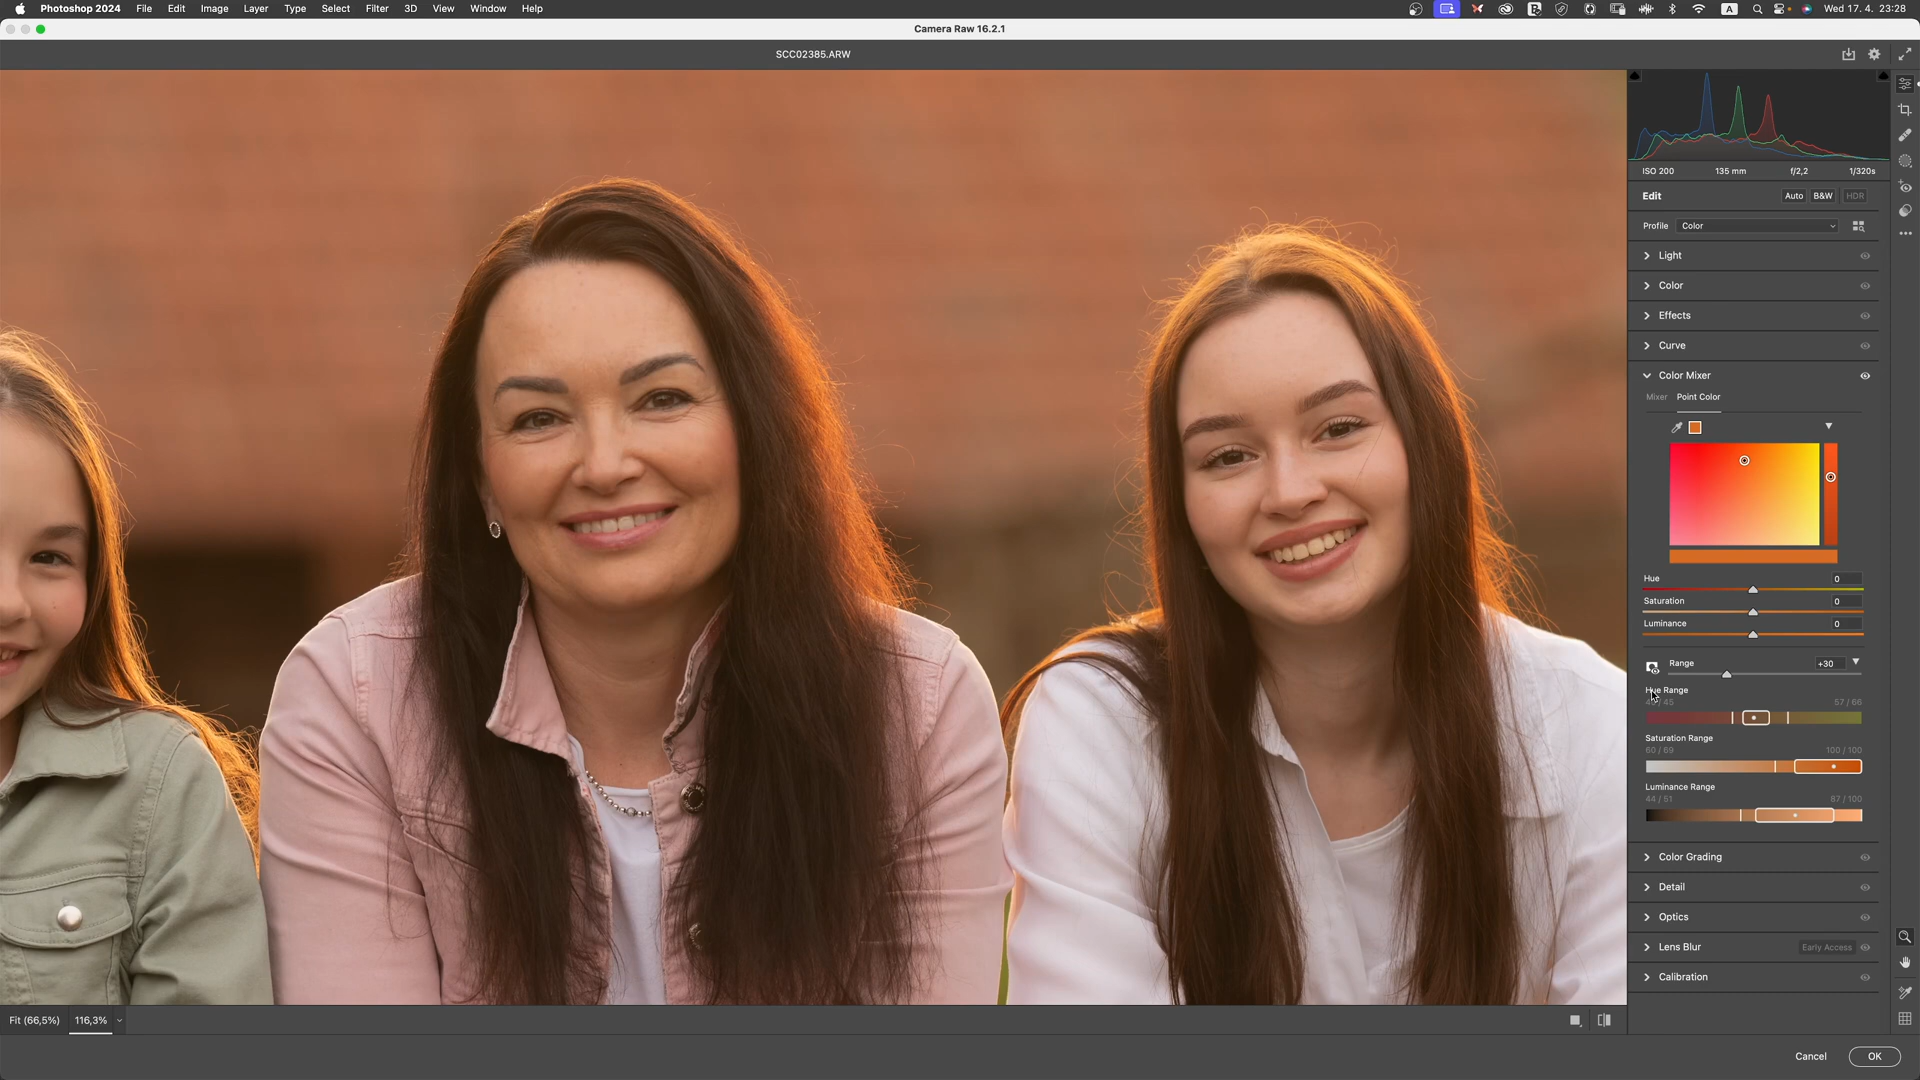 Photoshop 2024 File Edit Image Layer Type Select Filter 3D View Window Help A Wed 17. 4. 23:28
Camera Raw 16.2.1
SCC02385.ARW
ISO 200 135 mm f/2,2 1/320s
Edit Auto B&W HDR
Profile Color
Light
Color
Effects
Curve
Color Mixer
Mixer Point Color
Hue 0
Saturation 0
Luminance 0
Range +30
Hue Range
57 / 66
Saturation Range
60 / 69 100 / 100
Luminance Range
44 / 51 87 / 100
Color Grading
Detail
Optics
Lens Blur Early Access
Calibration
Fit (66,5%) 116,3%
Cancel OK